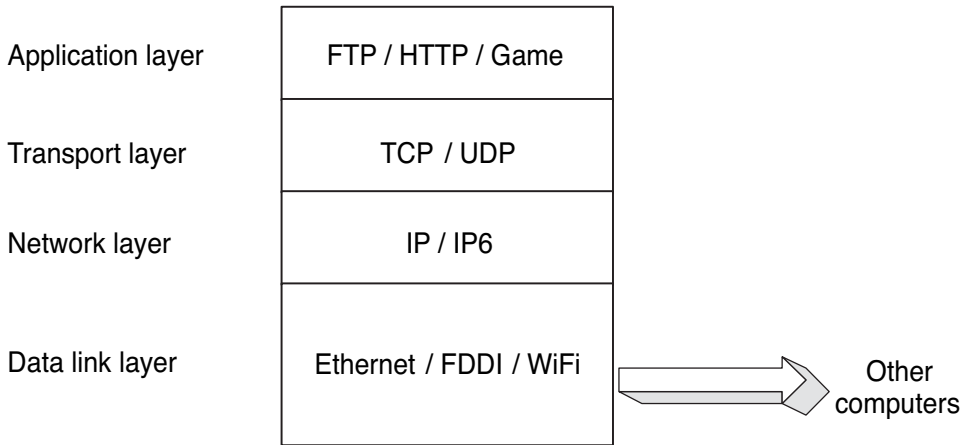 Application layer
FTP / HTTP / Game
Transport layer
TCP / UDP
Network layer
IP / IP6
Data link layer
Ethernet / FDDI / WiFi
Other
computers